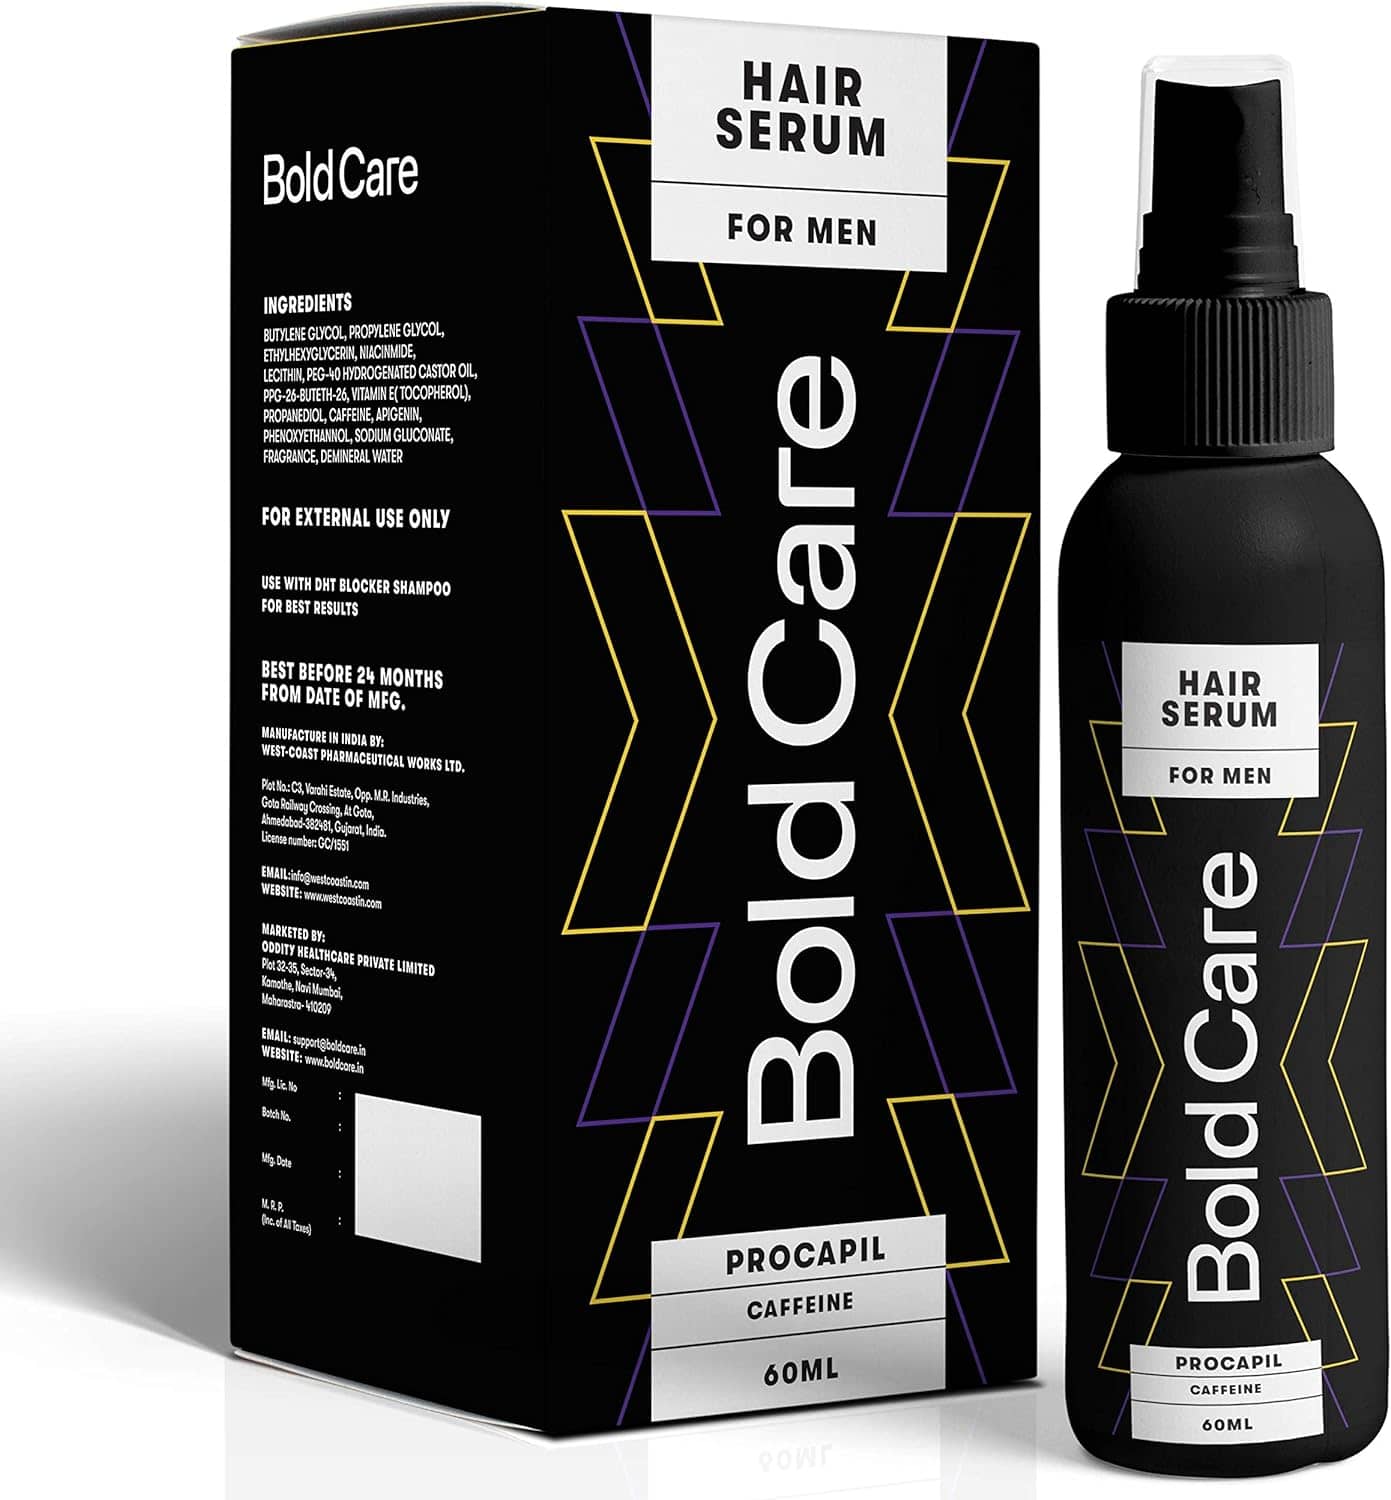 Bold Care
INGREDIENTS
BUTYLENE GLYCOL, PROPYLENE GLYCOL,
ETHYLHEXYGLYCERIN, NIACINMIDE,
LECITHIN, PEG-40 HYDROGENATED CASTOR OIL,
PPG-26-BUTETH-26, VITAMIN E( TOCOPHEROL),
PROPANEDIOL, CAFFEINE, APIGENIN,
PHENOXYETHANNOL, SODIUM GLUCONATE,
FRAGRANCE, DEMINERAL WATER
FOR EXTERNAL USE ONLY
USE WITH DHT BLOCKER SHAMPOO
FOR BEST RESULTS
BEST BEFORE 24 MONTHS
FROM DATE OF MFG.
MANUFACTURE IN INDIA BY:
WEST-COAST PHARMACEUTICAL WORKS LTD.
Plot No.: C3, Varahi Estate, Opp. M.R. Industries,
Gota Railway Crossing, At Gota,
Ahmedabad-382481, Gujarat, India.
License number: GC/1551
EMAIL:info@westcoastin.com
WEBSITE: www.westcoastin.com
MARKETED BY:
ODDITY HEALTHCARE PRIVATE LIMITED
Plot 32-35, Sector-34,
Kamothe, Navi Mumbai,
Maharastra- 410209
EMAIL: support@boldcare.in
WEBSITE: www.boldcare.in
Mfg. Lic. No :
Batch No. :
Mfg. Date :
M. R. P. 
(Inc. of All Taxes) :
HAIR
SERUM
FOR MEN
Bold Care
PROCAPIL
CAFFEINE
60ML
HAIR
SERUM
FOR MEN
Bold Care
PROCAPIL
CAFFEINE
60ML